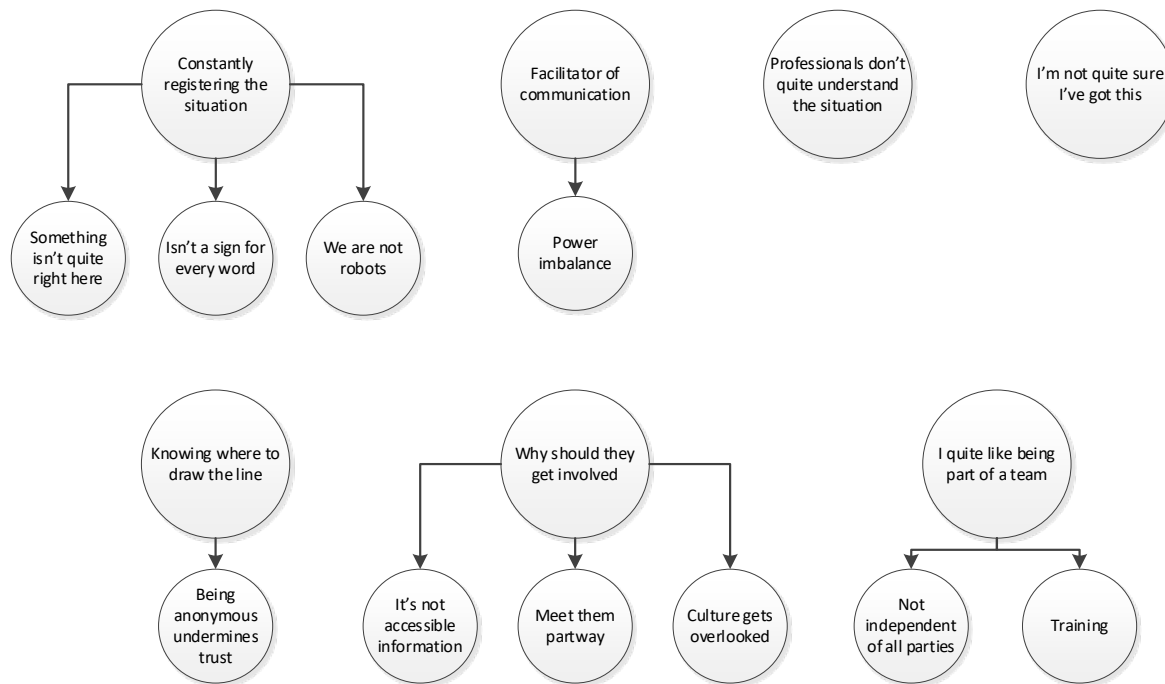 Constantly
registering the
situation
Facilitator of
communication
Professionals don't
quite understand
the situation
I'm not quite sure
I've got this
Something
isn't quite
right here
Isn't a sign for
every word
We are not
robots
Power
imbalance
Knowing where to
draw the line
Why should they
get involved
I quite like being
part of a team
Being
anonymous
undermines
trust
It's not
accessible
information
Meet them
partway
Culture gets
overlooked
Not
independent
of all parties
Training